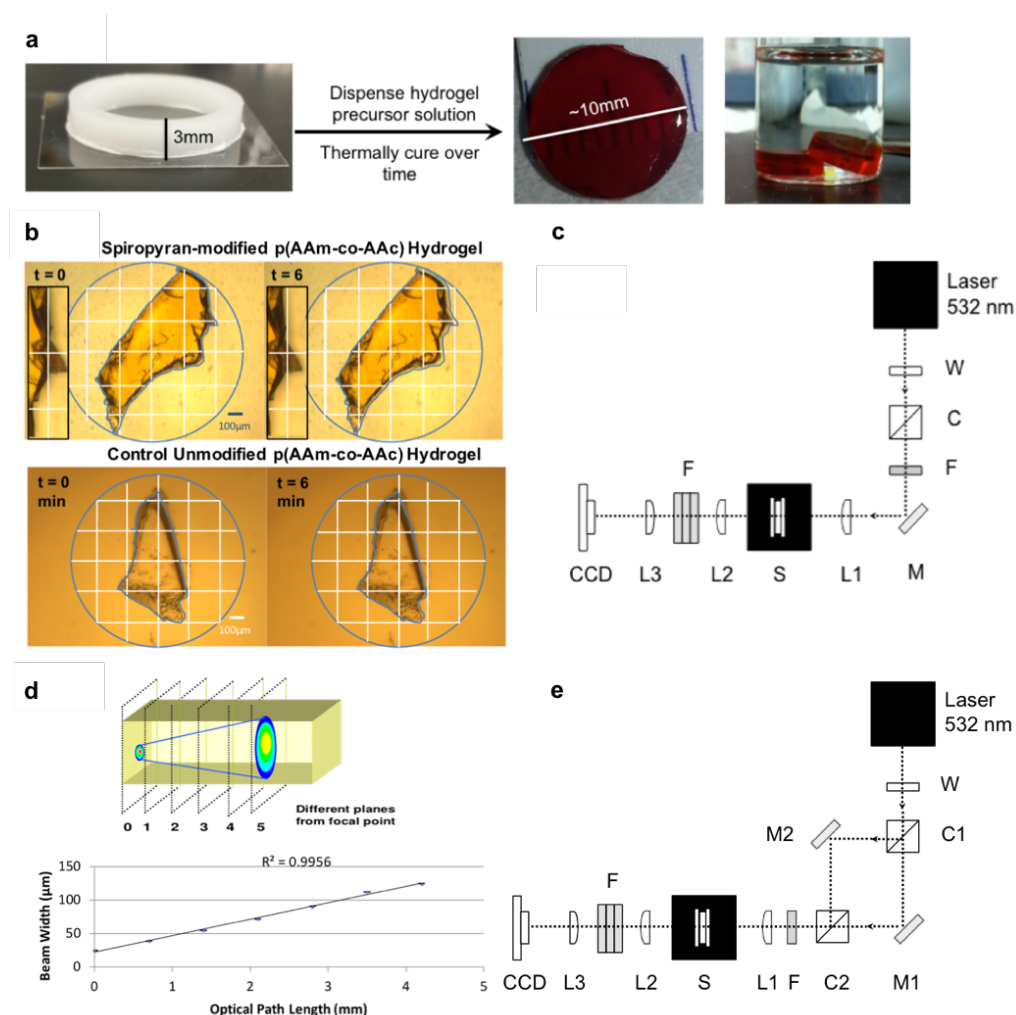 a
3mm
Dispense hydrogel
precursor solution
Thermally cure over
time
~10mm
b
Spiropyran-modified p(AAm-co-AAc) Hydrogel
t = 0
t = 6
100μm
Control Unmodified p(AAm-co-AAc) Hydrogel
t = 0
min
t = 6
min
100μm
c
Laser
532 nm
W
C
F
F
CCD L3 L2 S L1 M
d
Different planes
from focal point
0 1 2 3 4 5
R² = 0.9956
150
100
50
0
Beam Width (μm)
0 1 2 3 4 5
Optical Path Length (mm)
e
Laser
532 nm
W
M2
C1
F
CCD L3 L2 S L1 F C2 M1